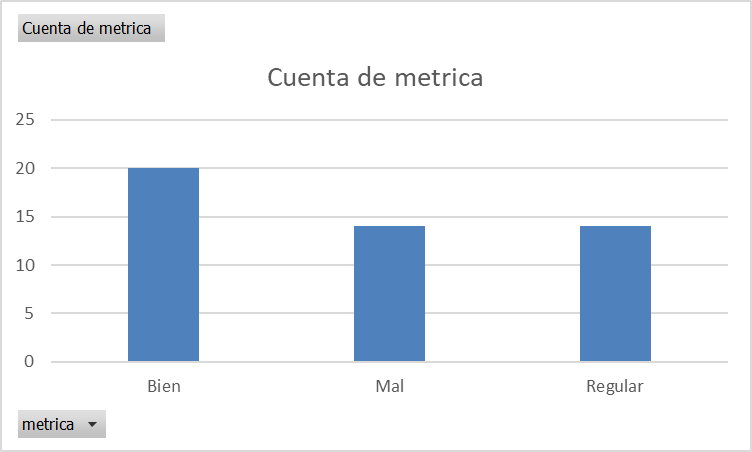 Cuenta de metrica
Cuenta de metrica
25
20
15
10
5
0
Bien Mal Regular
metrica